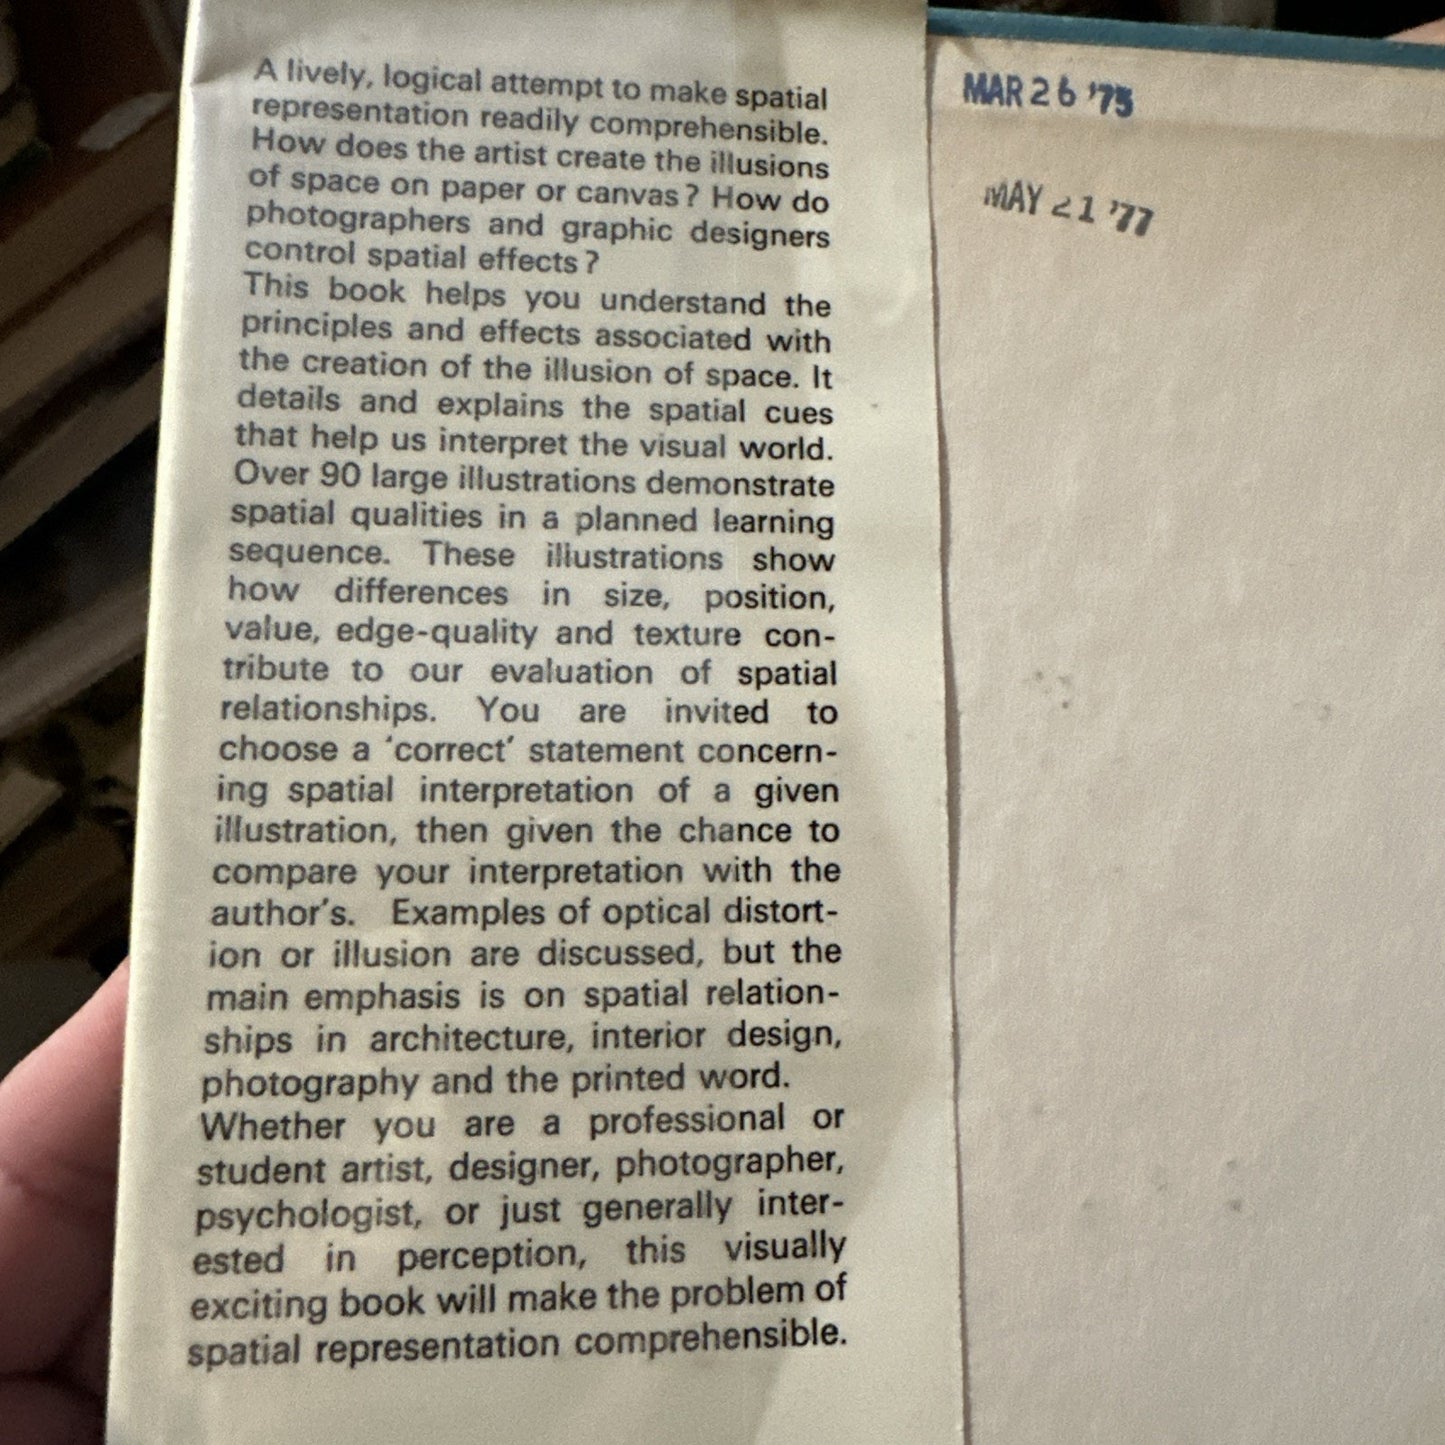 A lively, logical attempt to make spatial
representation readily comprehensible.
How does the artist create the illusions
of space on paper or canvas? How do
photographers and graphic designers
control spatial effects?
This book helps you understand the
principles and effects associated with
the creation of the illusion of space. It
details and explains the spatial cues
that help us interpret the visual world.
Over 90 large illustrations demonstrate
spatial qualities in a planned learning
sequence. These illustrations show
how differences in size, position,
value, edge-quality and texture con-
tribute to our evaluation of spatial
relationships. You are invited to
choose a 'correct' statement concern-
ing spatial interpretation of a given
illustration, then given the chance to
compare your interpretation with the
author's. Examples of optical distort-
ion or illusion are discussed, but the
main emphasis is on spatial relation-
ships in architecture, interior design,
photography and the printed word.
Whether you are a professional or
student artist, designer, photographer,
psychologist, or just generally inter-
ested in perception, this visually
exciting book will make the problem of
spatial representation comprehensible.
MAR 26 '75
MAY 21 '77